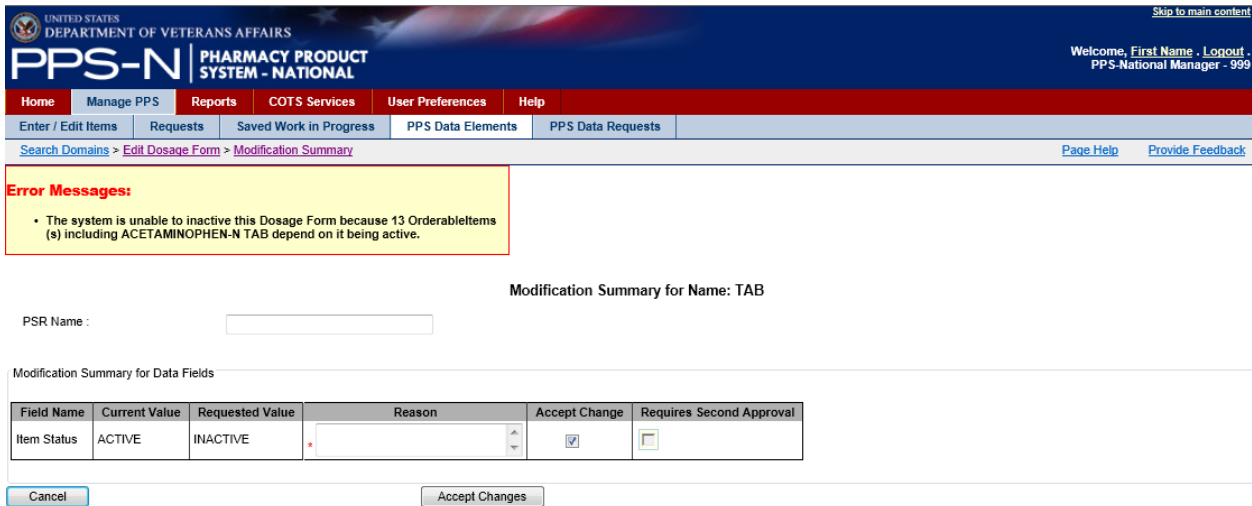 Skip to main content
UNITED STATES
DEPARTMENT OF VETERANS AFFAIRS
PPS-N PHARMACY PRODUCT
SYSTEM - NATIONAL
Welcome, First Name . Logout .
PPS-National Manager - 999
Home Manage PPS Reports COTS Services User Preferences Help
Enter / Edit Items Requests Saved Work in Progress PPS Data Elements PPS Data Requests
Search Domains > Edit Dosage Form > Modification Summary Page Help Provide Feedback
Error Messages:
• The system is unable to inactive this Dosage Form because 13 OrderableItems
(s) including ACETAMINOPHEN-N TAB depend on it being active.
Modification Summary for Name: TAB
PSR Name :
Modification Summary for Data Fields
Field Name Current Value Requested Value Reason Accept Change Requires Second Approval
Item Status ACTIVE INACTIVE *
Cancel Accept Changes